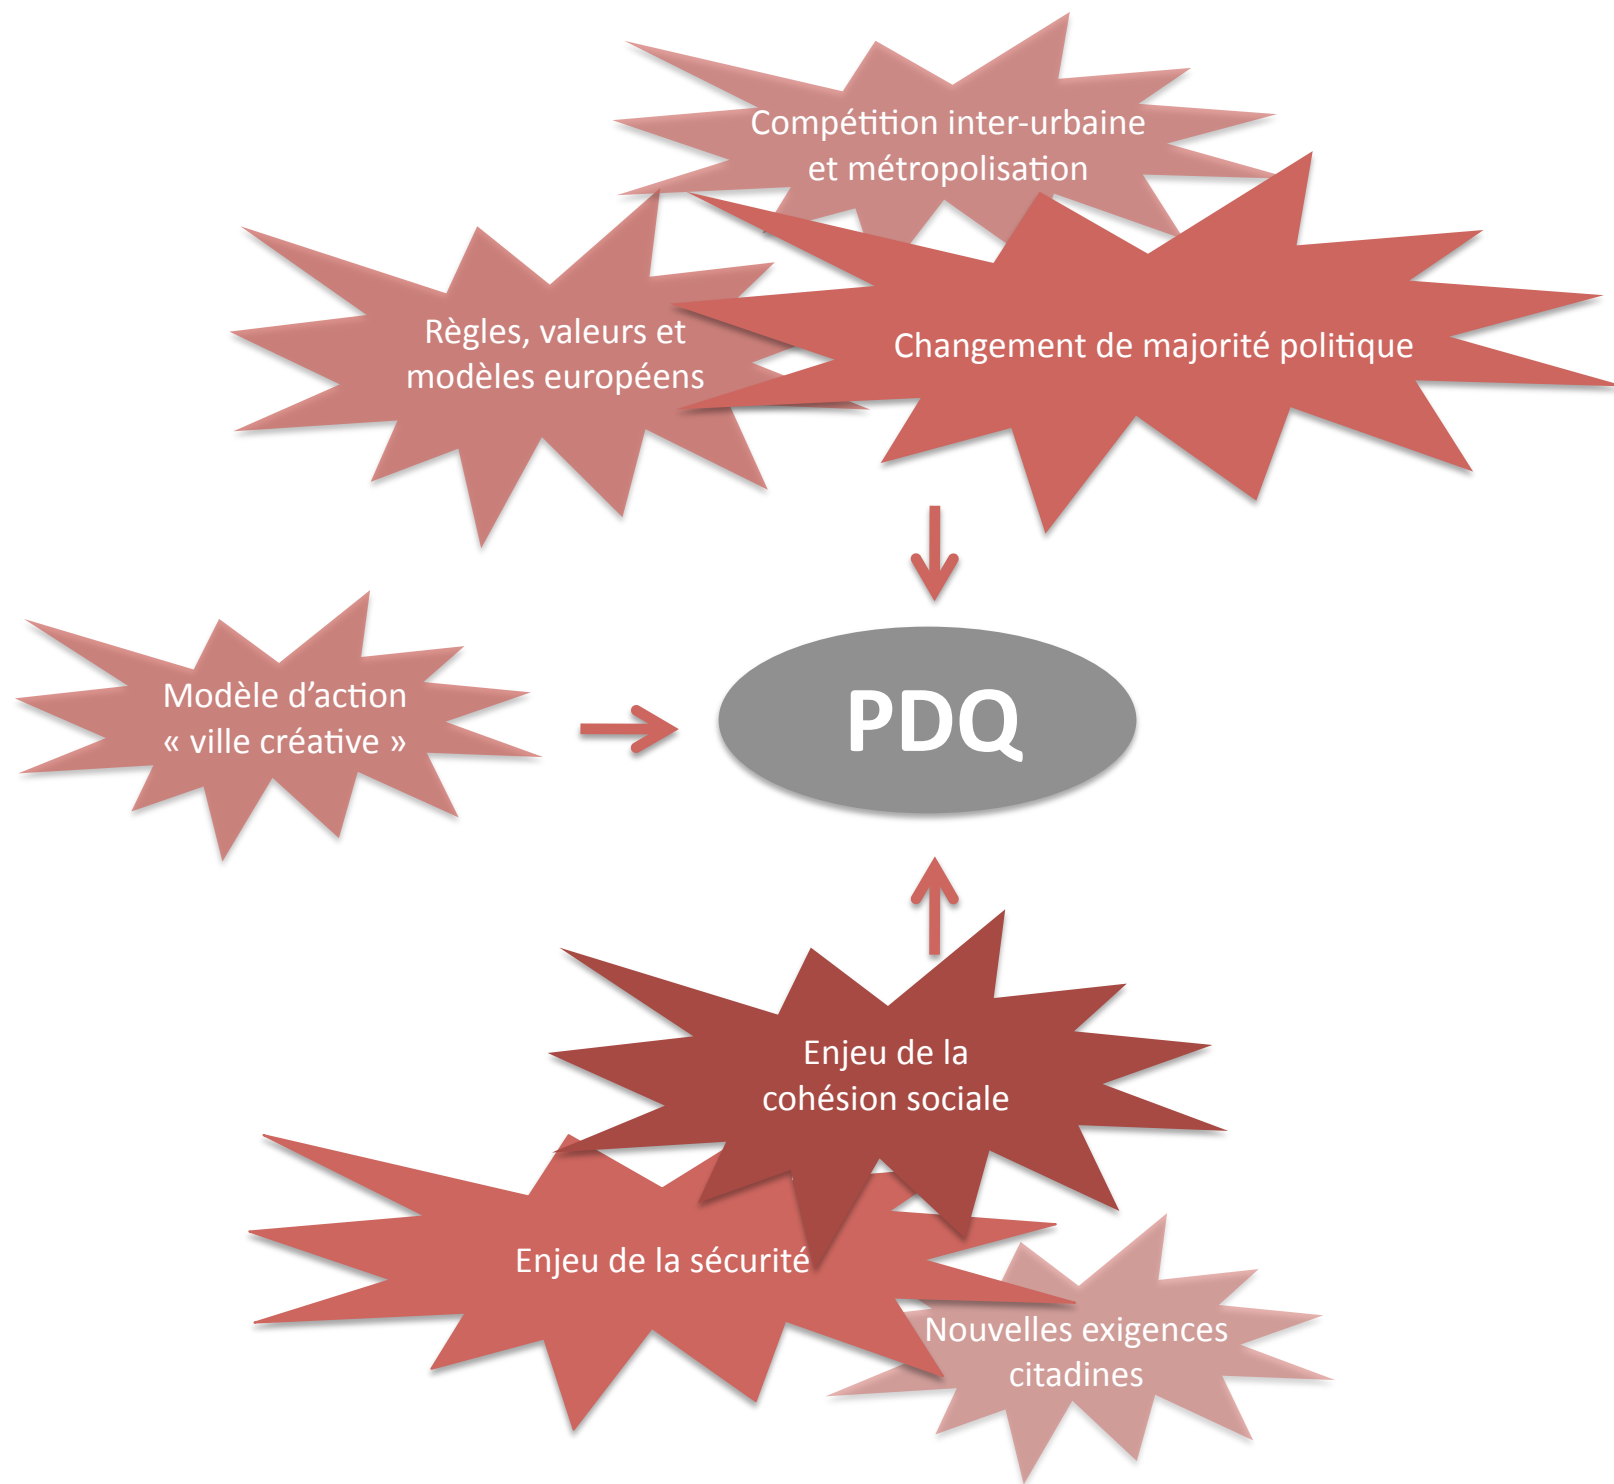 Compétition inter-urbaine
et métropolisation
Règles, valeurs et
modèles européens
Changement de majorité politique
Modèle d’action
« ville créative »
PDQ
Enjeu de la
cohésion sociale
Enjeu de la sécurité
Nouvelles exigences
citadines